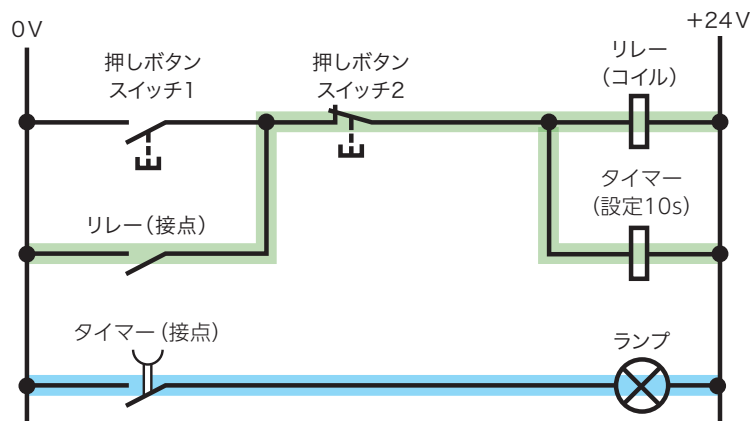 0V
+24V
押しボタン
スイッチ1
押しボタン
スイッチ2
リレー
（コイル）
タイマー
（設定10s）
リレー（接点）
タイマー（接点）
ランプ